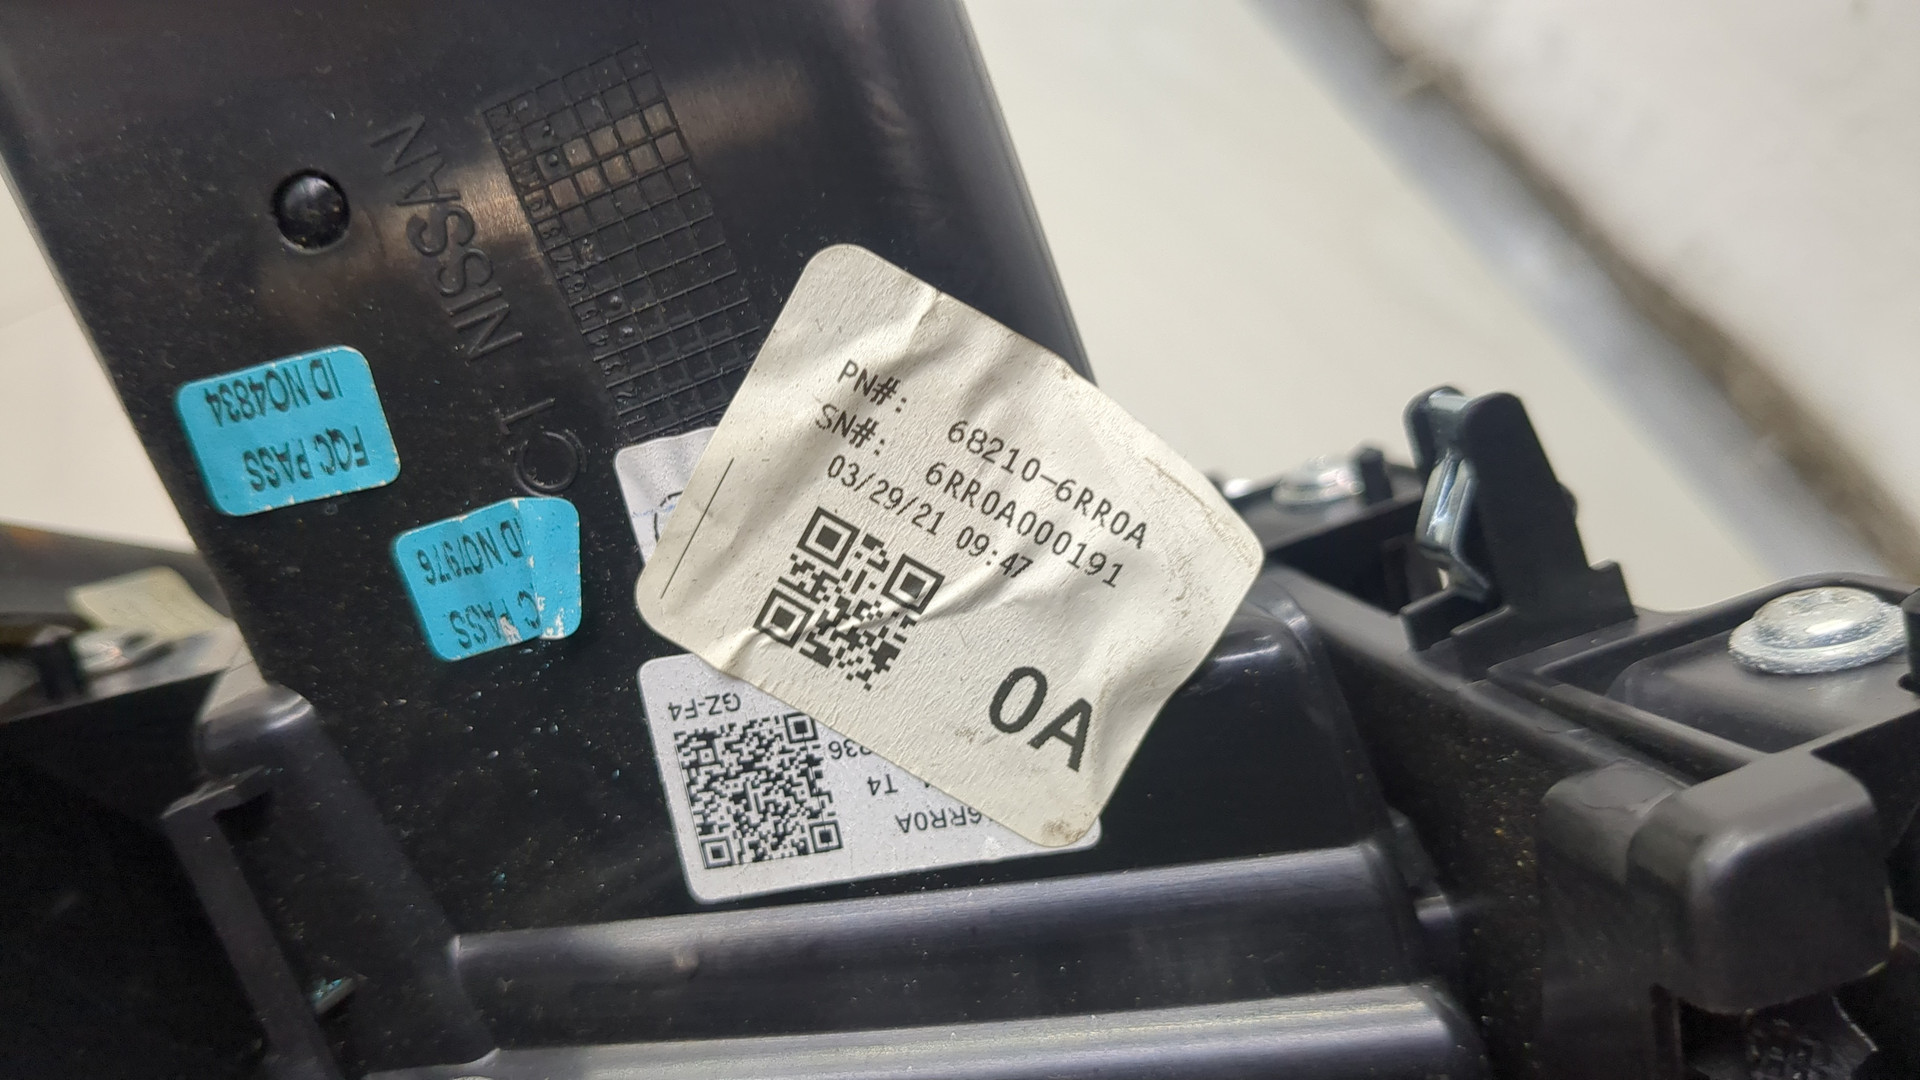 NISSAN
ID NO4834
FQC PASS
ID NO7976
C PASS
PN#: 68210-6RR0A
SN#: 6RR0A000191
03/29/21 09:47
0A
GZ-F4
T4
6RR0A